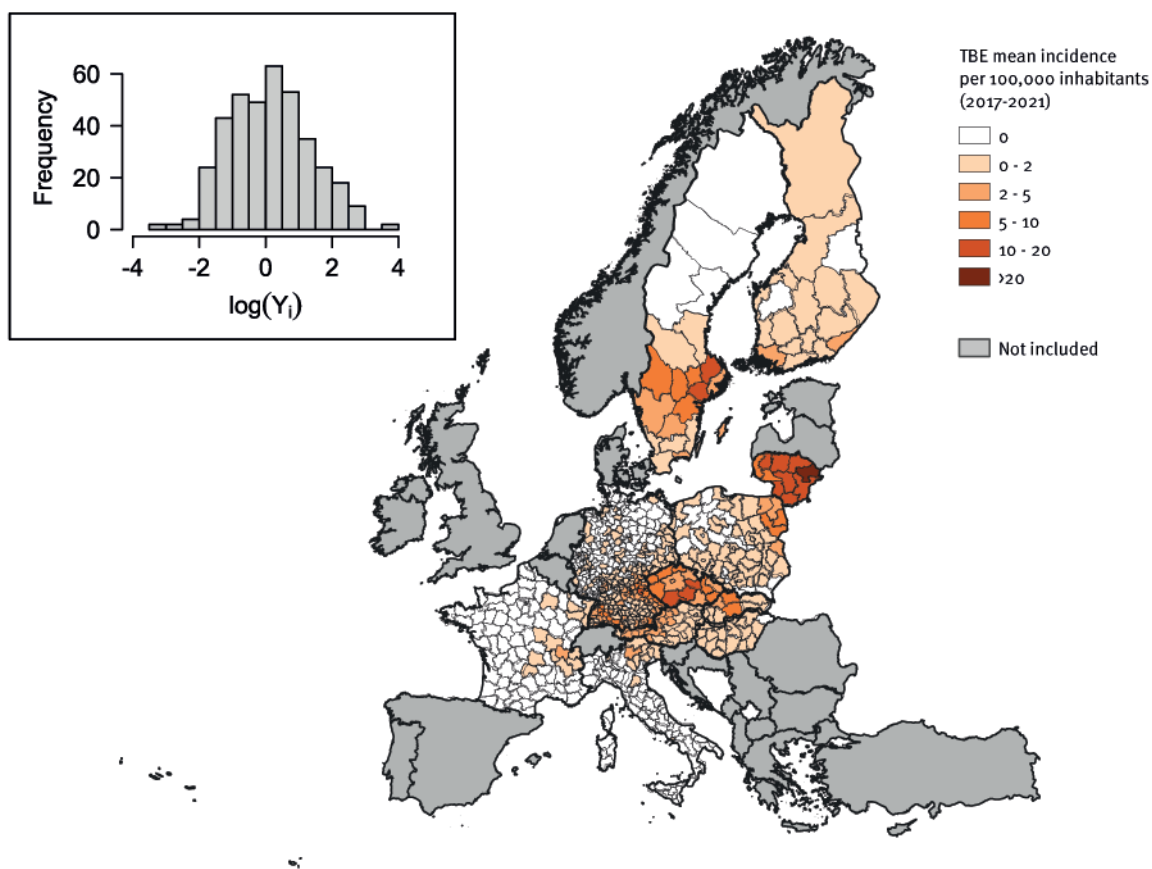 60
40
20
0
Frequency
-4 -2 0 2 4
log(Yi)
TBE mean incidence
per 100,000 inhabitants
(2017-2021)
0
0 - 2
2 - 5
5 - 10
10 - 20
>20
Not included